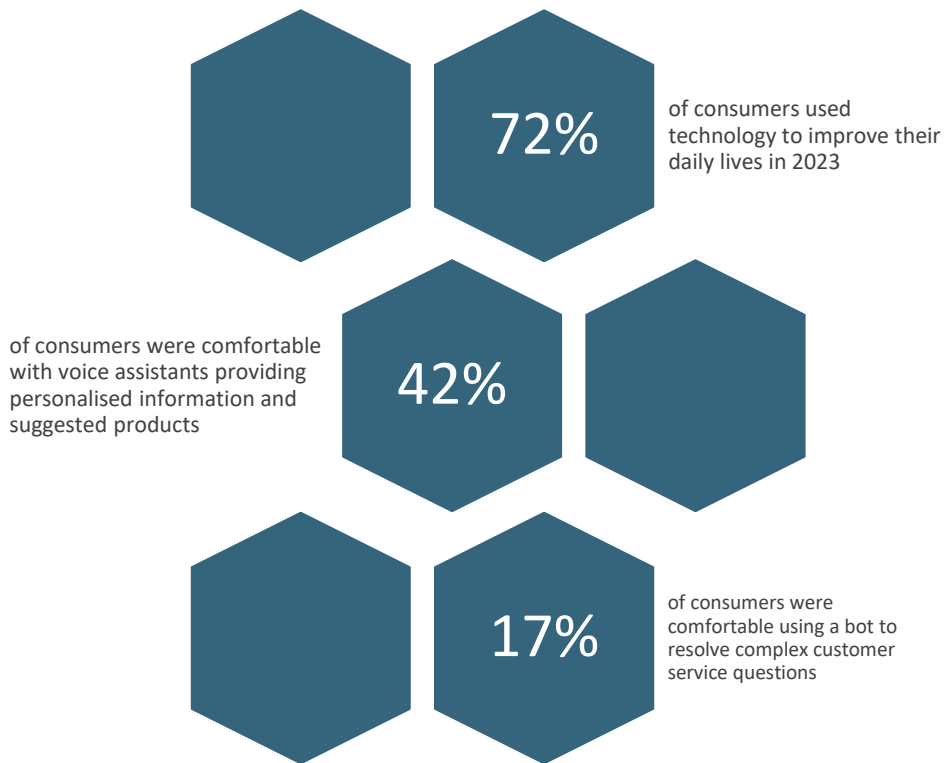 72%
of consumers used
technology to improve their
daily lives in 2023
of consumers were comfortable
with voice assistants providing
personalised information and
suggested products
42%
17%
of consumers were
comfortable using a bot to
resolve complex customer
service questions